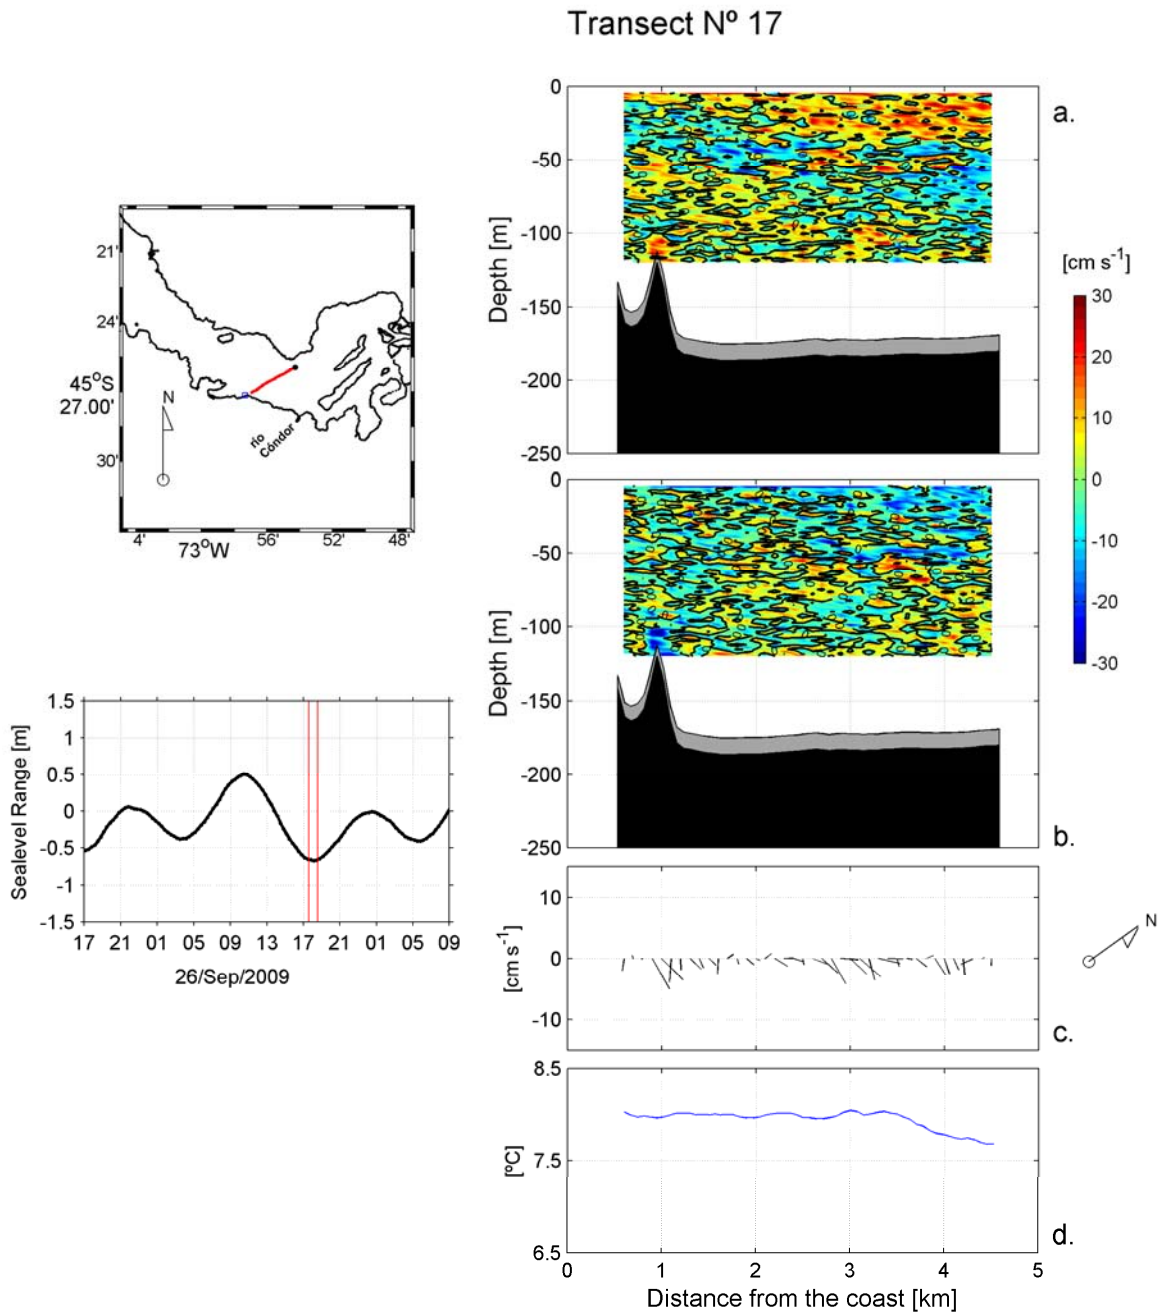 Transect Nº 17
0
-50
-100
-150
-200
-250
Depth [m]
a.
21'
24'
45°S
27.00'
30'
N
río
Cóndor
4'
73°W
56'
52'
48'
[cm s-1]
30
20
10
0
-10
-20
-30
0
-50
-100
-150
-200
-250
Depth [m]
b.
1.5
1
0.5
0
-0.5
-1
-1.5
Sealevel Range [m]
17 21 01 05 09 13 17 21 01 05 09
26/Sep/2009
10
0
-10
[cm s-1]
N
c.
8.5
7.5
6.5
[ºC]
d.
0 1 2 3 4 5
Distance from the coast [km]